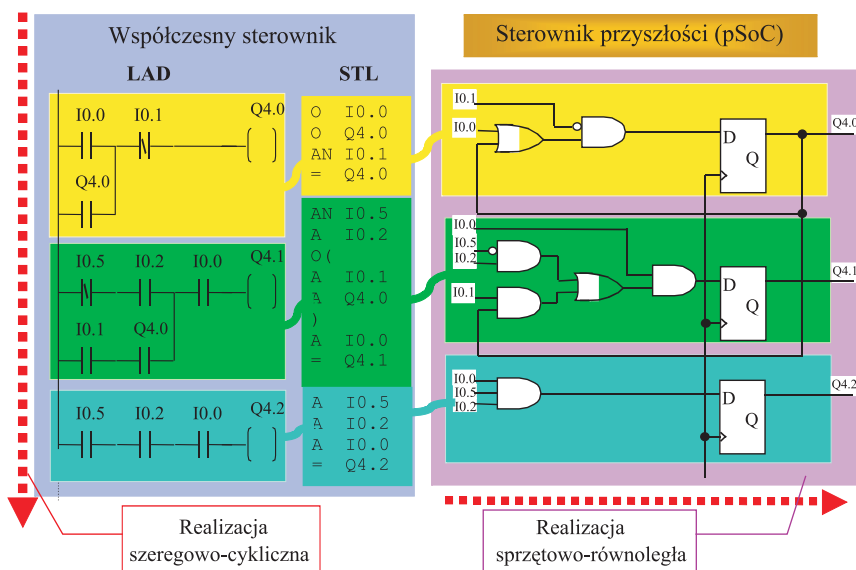 Współczesny sterownik
LAD
STL
I0.0
I0.1
Q4.0
Q4.0
O I0.0
O Q4.0
AN I0.1
= Q4.0
I0.5
I0.2
I0.0
Q4.1
I0.1
Q4.0
AN I0.5
A I0.2
O(
A I0.1
A Q4.0
)
A I0.0
= Q4.1
I0.5
I0.2
I0.0
Q4.2
A I0.5
A I0.2
A I0.0
= Q4.2
Realizacja
szeregowo-cykliczna
Sterownik przyszłości (pSoC)
I0.1
I0.0
D
Q
Q4.0
I0.0
I0.5
I0.2
I0.1
D
Q
Q4.1
I0.0
I0.5
I0.2
D
Q
Q4.2
Realizacja
sprzętowo-równoległa